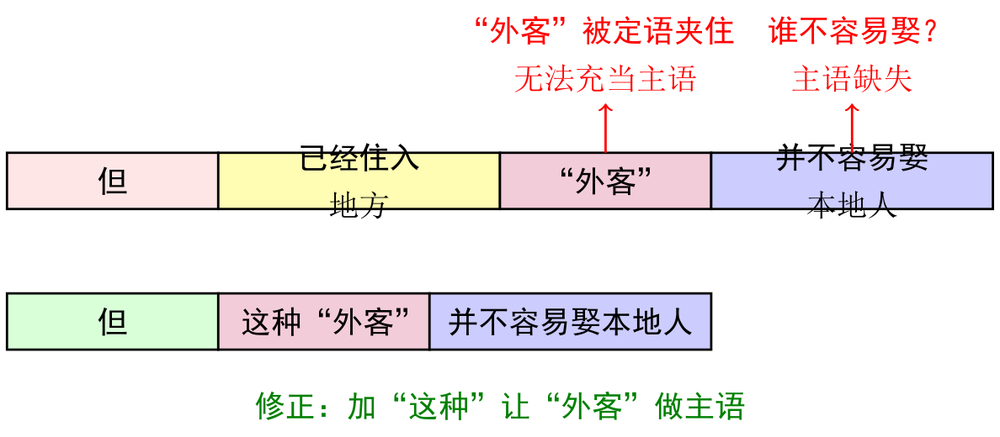 “外客”被定语夹住 谁不容易娶？
无法充当主语 主语缺失
但 已经住入 “外客” 并不容易娶
地方 本地人
但 这种“外客” 并不容易娶本地人
修正：加“这种”让“外客”做主语